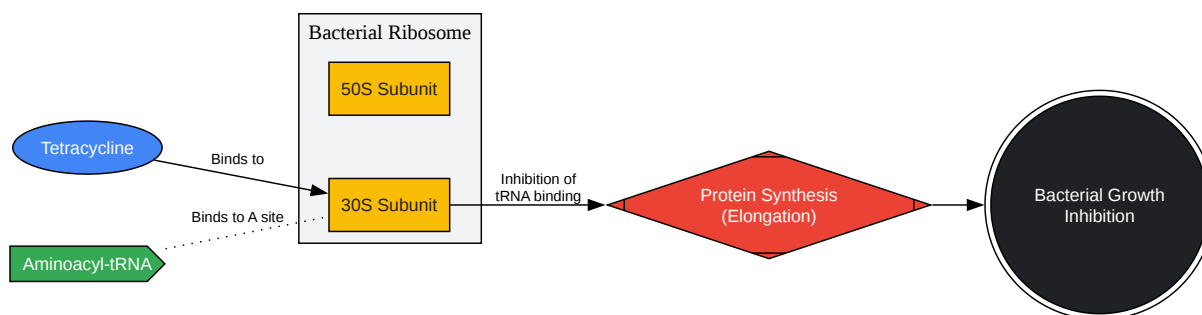 Bacterial Ribosome
50S Subunit
Tetracycline
Binds to
30S Subunit
Inhibition of
tRNA binding
Protein Synthesis
(Elongation)
Bacterial Growth
Inhibition
Binds to A site
Aminoacyl-tRNA